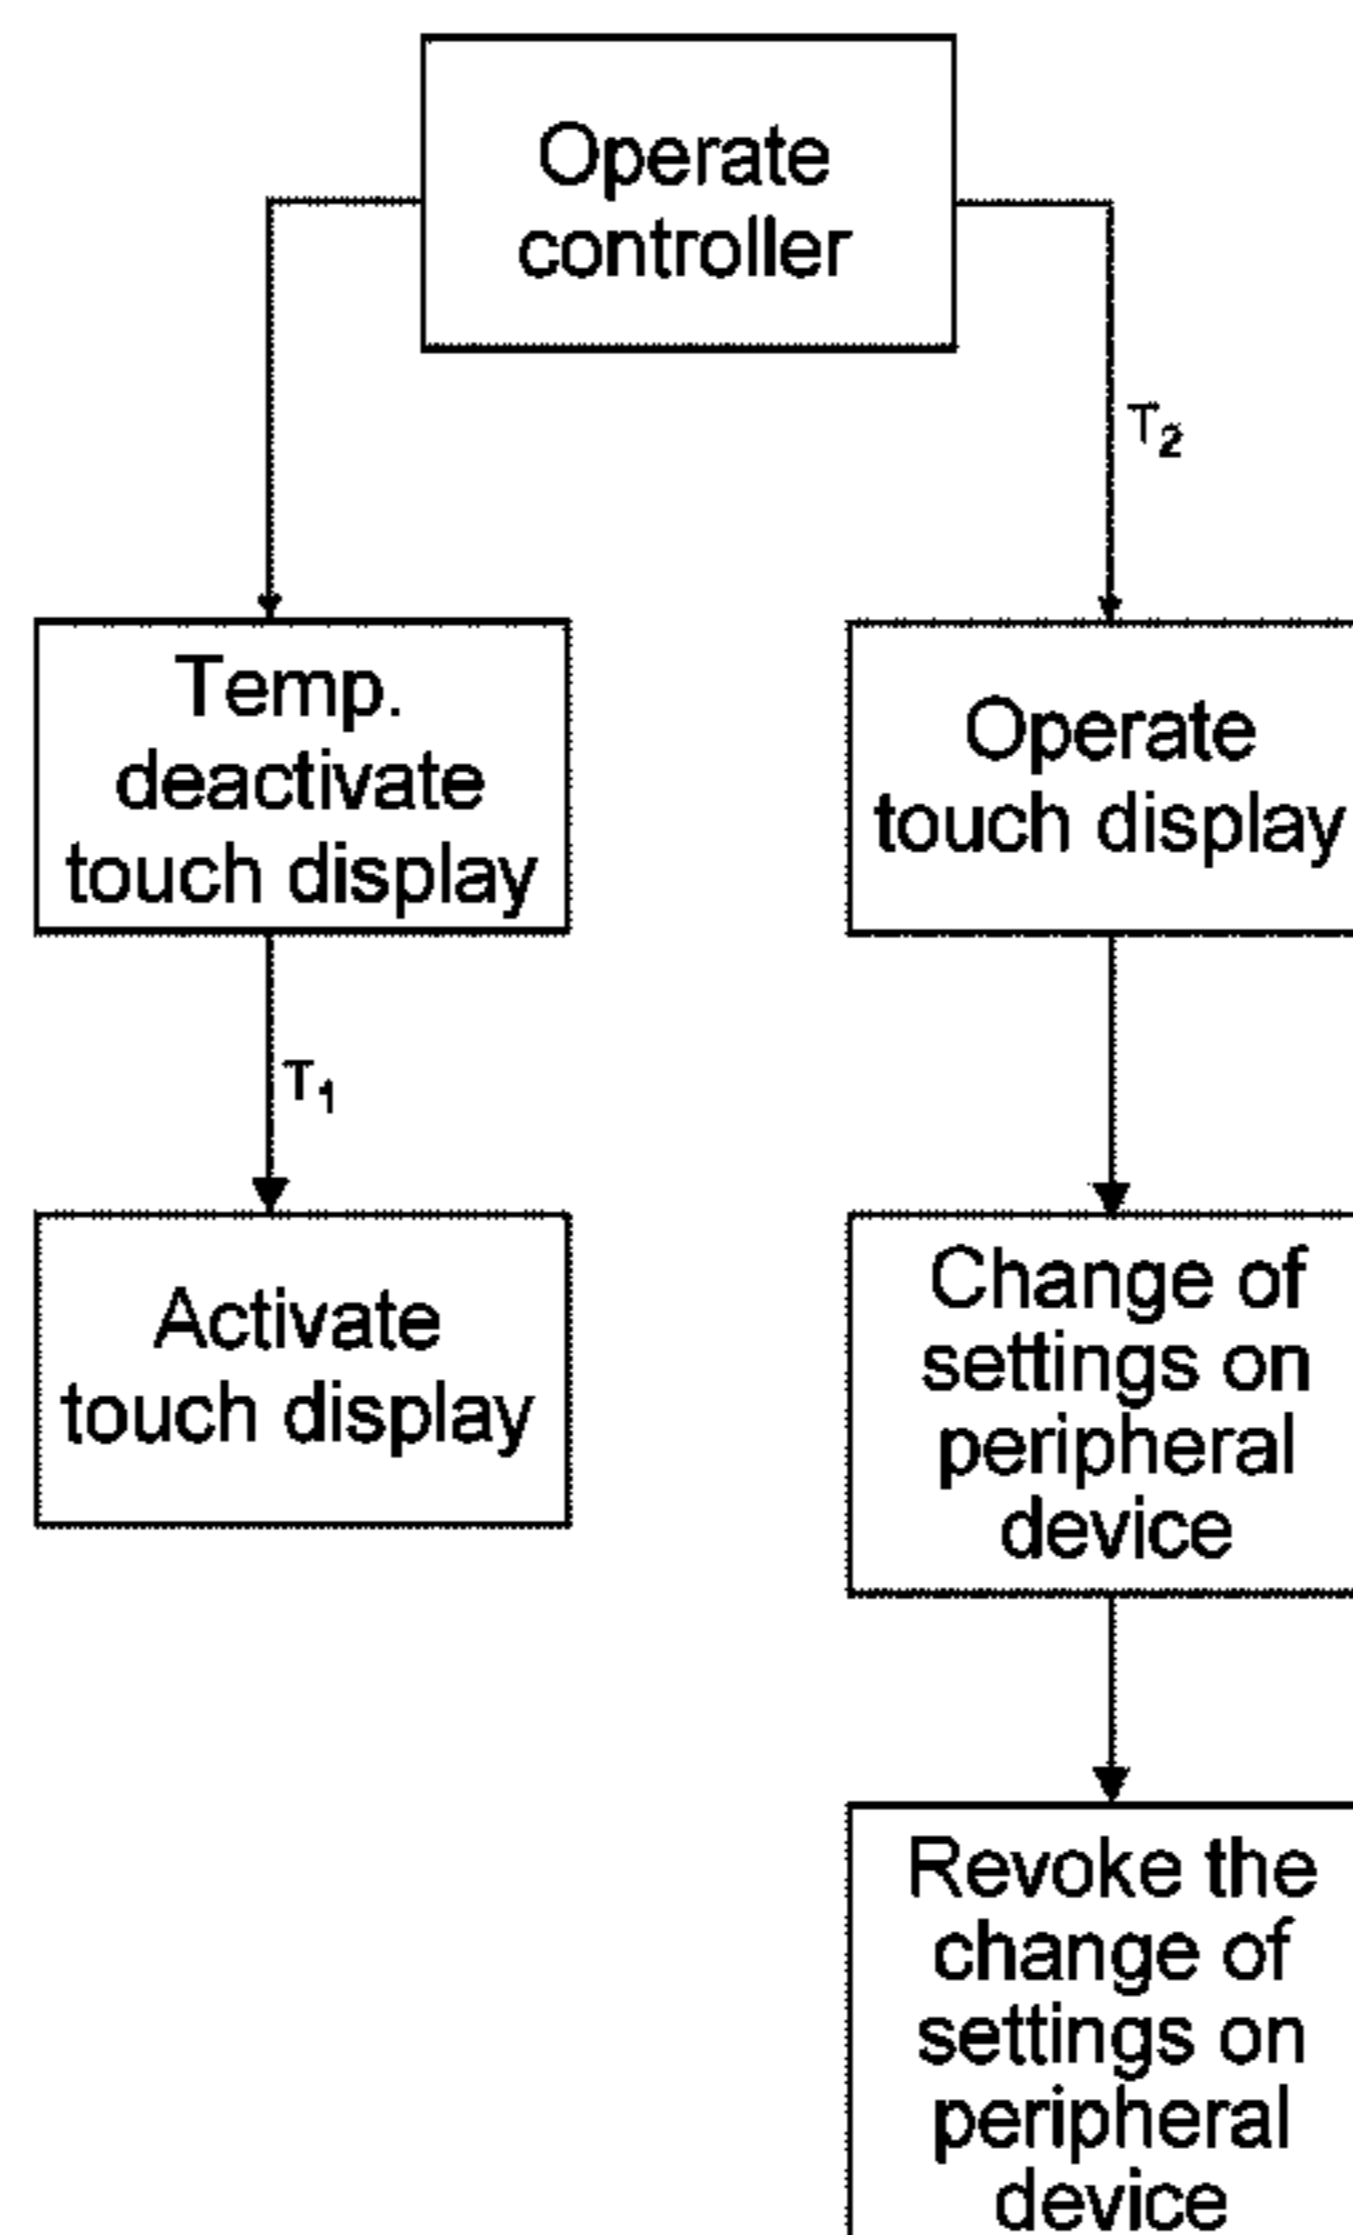 Operate
controller
T2
Temp.
deactivate
touch display
Operate
touch display
T1
Activate
touch display
Change of
settings on
peripheral
device
Revoke the
change of
settings on
peripheral
device